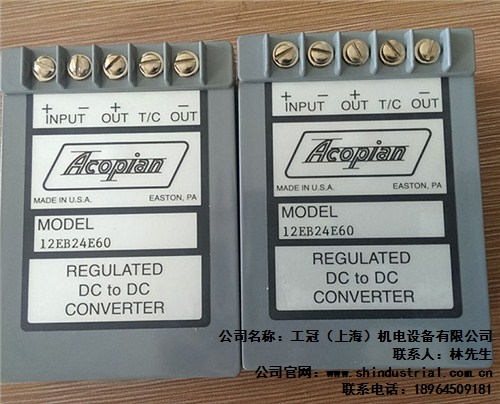 + − + −
INPUT OUT T/C OUT
Acopian
MADE IN U.S.A. EASTON, PA
MODEL
12EB24E60
REGULATED
DC to DC
CONVERTER
+ − + −
INPUT OUT T/C OUT
Acopian
MADE IN U.S.A. EASTON, PA
MODEL
12EB24E60
REGULATED
DC to DC
CONVERTER
公司名称：工冠（上海）机电设备有限公司
联系人：林先生
公司官网：www.shindustrial.com.cn
联系电话：18964509181